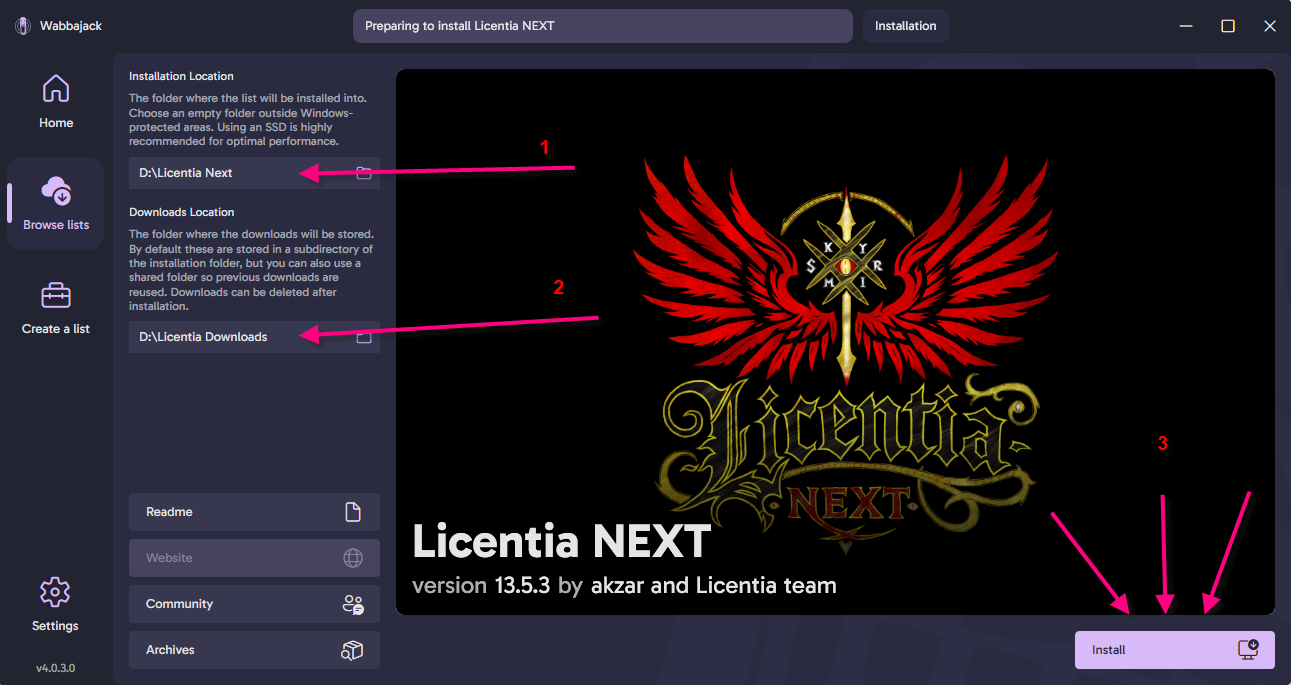 Wabbajack
Preparing to install Licentia NEXT
Installation
Home
Browse lists
Create a list
Settings
v4.0.3.0
Installation Location
The folder where the list will be installed into.
Choose an empty folder outside Windows-
protected areas. Using an SSD is highly
recommended for optimal performance.
D:\Licentia Next
1
Downloads Location
The folder where the downloads will be stored.
By default these are stored in a subdirectory of
the installation folder, but you can also use a
shared folder so previous downloads are
reused. Downloads can be deleted after
installation.
D:\Licentia Downloads
2
Readme
Website
Community
Archives
K Y
S R
M I
Licentia
NEXT
Licentia NEXT
version 13.5.3 by akzar and Licentia team
3
Install